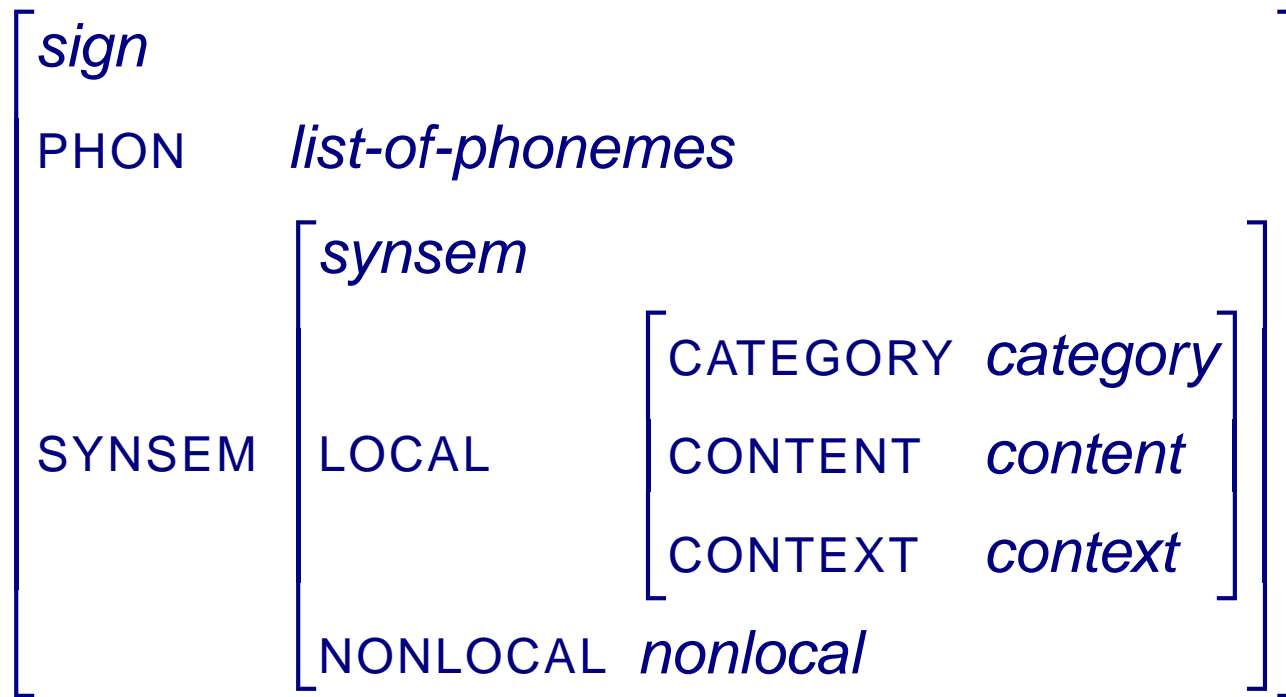 sign
PHON list-of-phonemes
synsem
CATEGORY category
SYNSEM LOCAL CONTENT content
CONTEXT context
NONLOCAL nonlocal